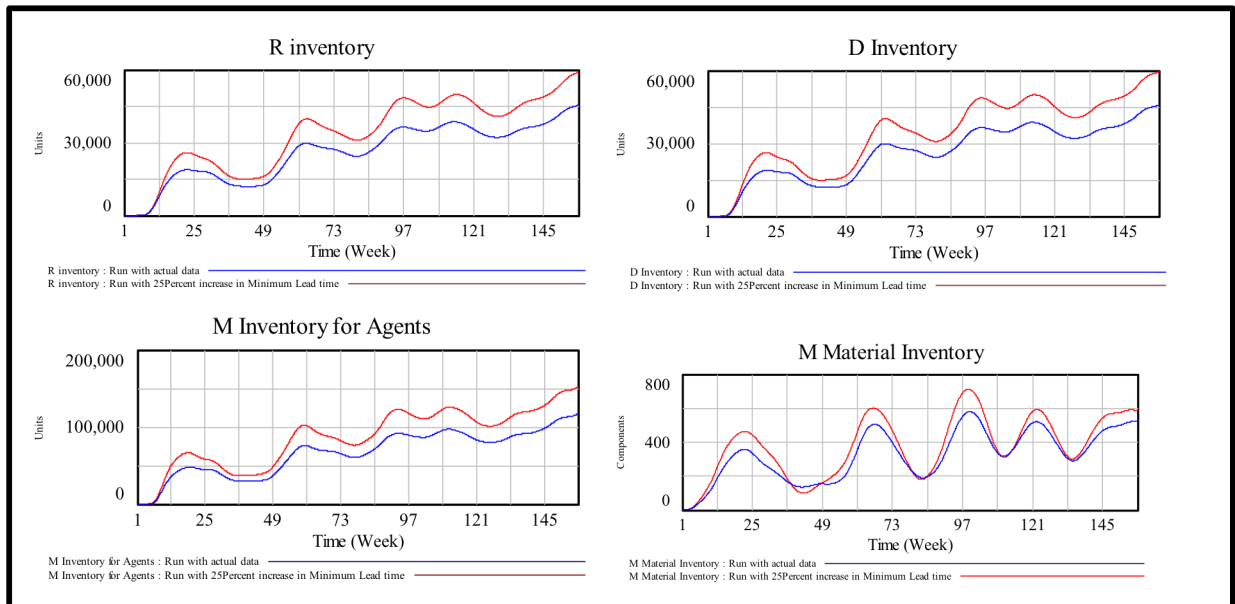 R inventory
60,000
30,000
0
Units
1 25 49 73 97 121 145
Time (Week)
R inventory : Run with actual data
R inventory : Run with 25Percent increase in Minimum Lead time
D Inventory
60,000
30,000
0
Units
1 25 49 73 97 121 145
Time (Week)
D Inventory : Run with actual data
D Inventory : Run with 25Percent increase in Minimum Lead time
M Inventory for Agents
200,000
100,000
0
Units
1 25 49 73 97 121 145
Time (Week)
M Inventory for Agents : Run with actual data
M Inventory for Agents : Run with 25Percent increase in Minimum Lead time
M Material Inventory
800
400
0
Components
1 25 49 73 97 121 145
Time (Week)
M Material Inventory : Run with actual data
M Material Inventory : Run with 25Percent increase in Minimum Lead time